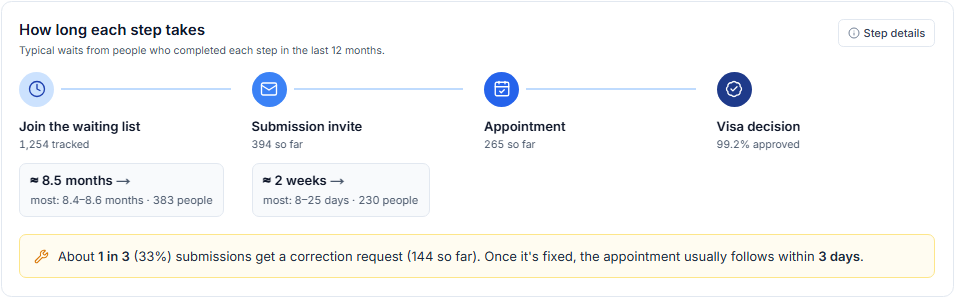 How long each step takes
Step details
Typical waits from people who completed each step in the last 12 months.
Join the waiting list
1,254 tracked
≈ 8.5 months →
most: 8.4–8.6 months · 383 people
Submission invite
394 so far
≈ 2 weeks →
most: 8–25 days · 230 people
Appointment
265 so far
Visa decision
99.2% approved
About 1 in 3 (33%) submissions get a correction request (144 so far). Once it's fixed, the appointment usually follows within 3 days.